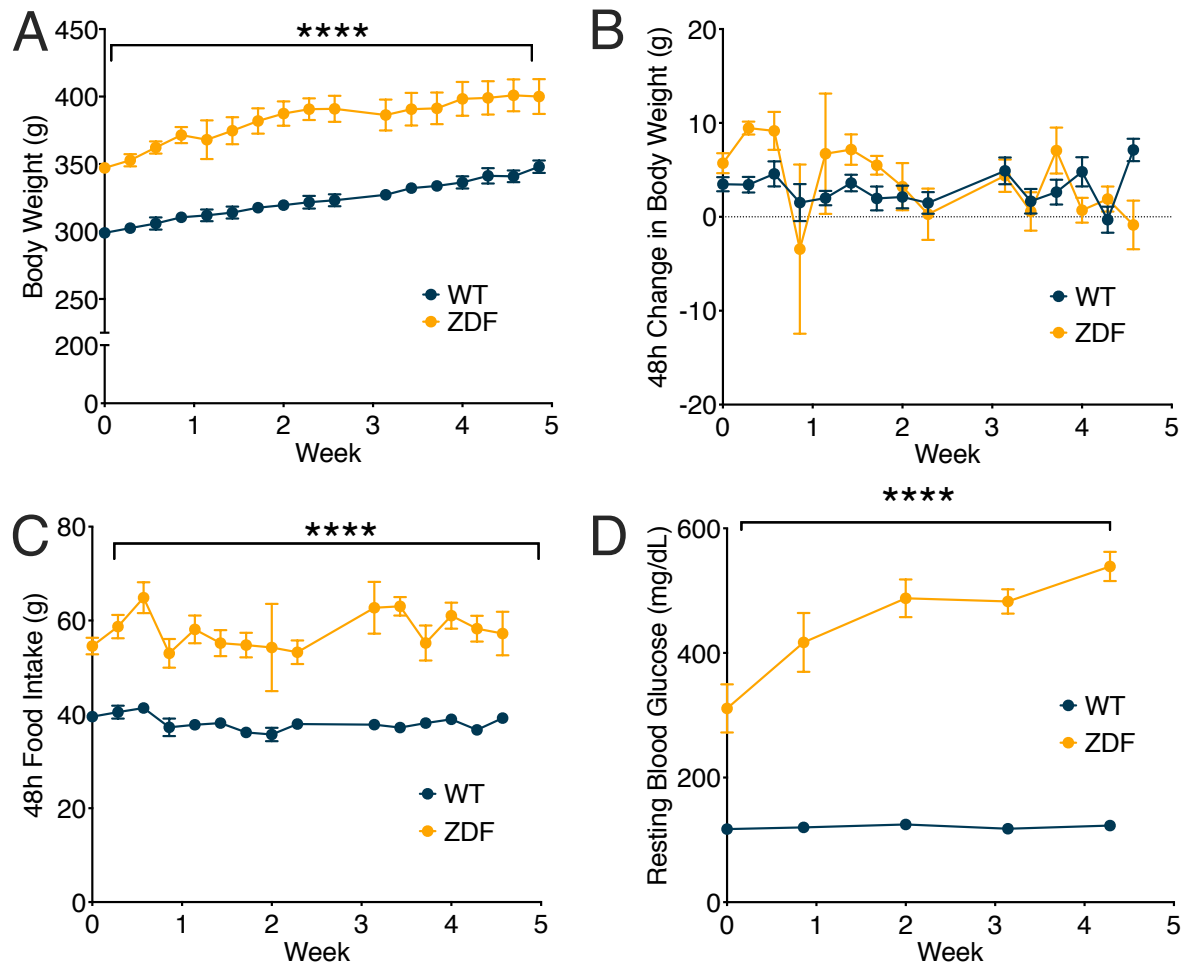 A
Body Weight (g)
450
400
350
300
250
200
0
****
WT
ZDF
0 1 2 3 4 5
Week
B
48h Change in Body Weight (g)
20
10
0
-10
-20
WT
ZDF
0 1 2 3 4 5
Week
C
48h Food Intake (g)
80
60
40
20
0
****
WT
ZDF
0 1 2 3 4 5
Week
D
Resting Blood Glucose (mg/dL)
600
400
200
0
****
WT
ZDF
0 1 2 3 4 5
Week